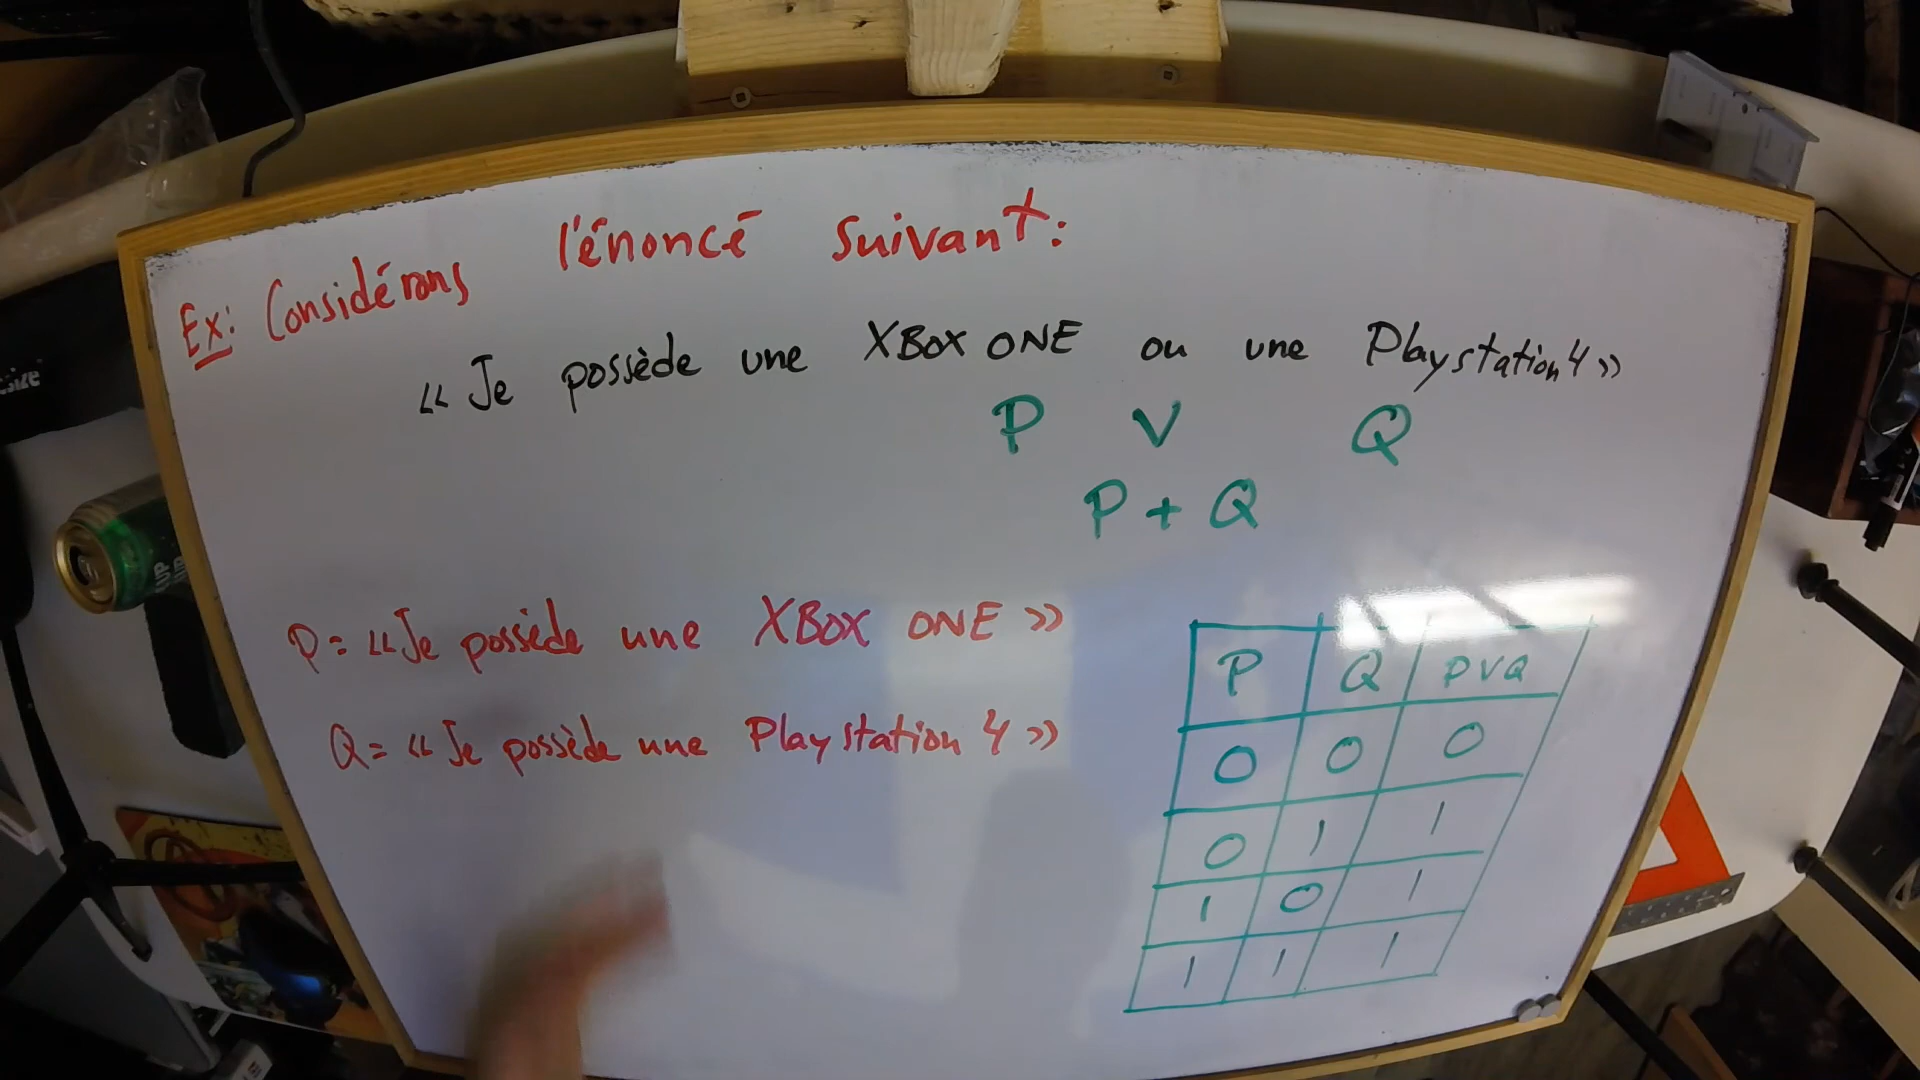 Ex: Considérons l'énoncé suivant:
« Je possède une XBOX ONE ou une Playstation 4 »
P V Q
P + Q
P = « Je possède une XBOX ONE »
Q = « Je possède une Playstation 4 »
P Q P V Q
0 0 0
0 1 1
1 0 1
1 1 1